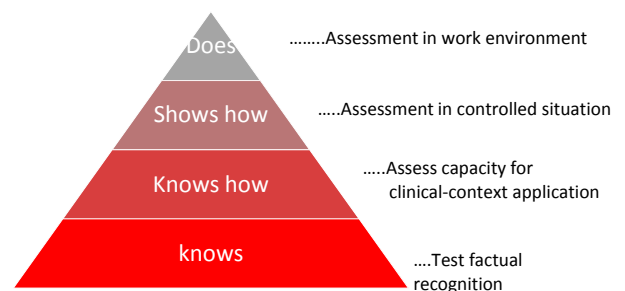 Does
........Assessment in work environment
Shows how
.....Assessment in controlled situation
Knows how
.....Assess capacity for
clinical-context application
knows
....Test factual
recognition